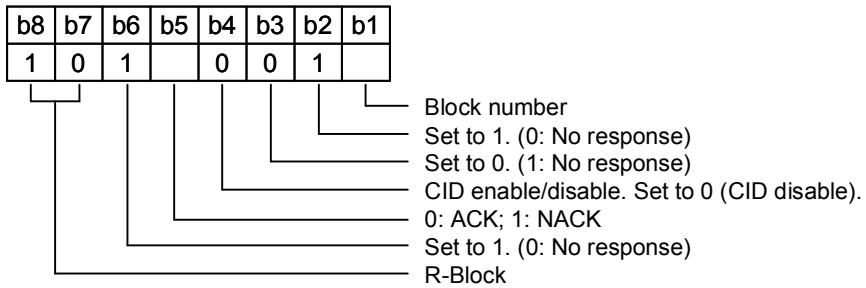 b8 b7 b6 b5 b4 b3 b2 b1
1 0 1 0 0 1
Block number
Set to 1. (0: No response)
Set to 0. (1: No response)
CID enable/disable. Set to 0 (CID disable).
0: ACK; 1: NACK
Set to 1. (0: No response)
R-Block